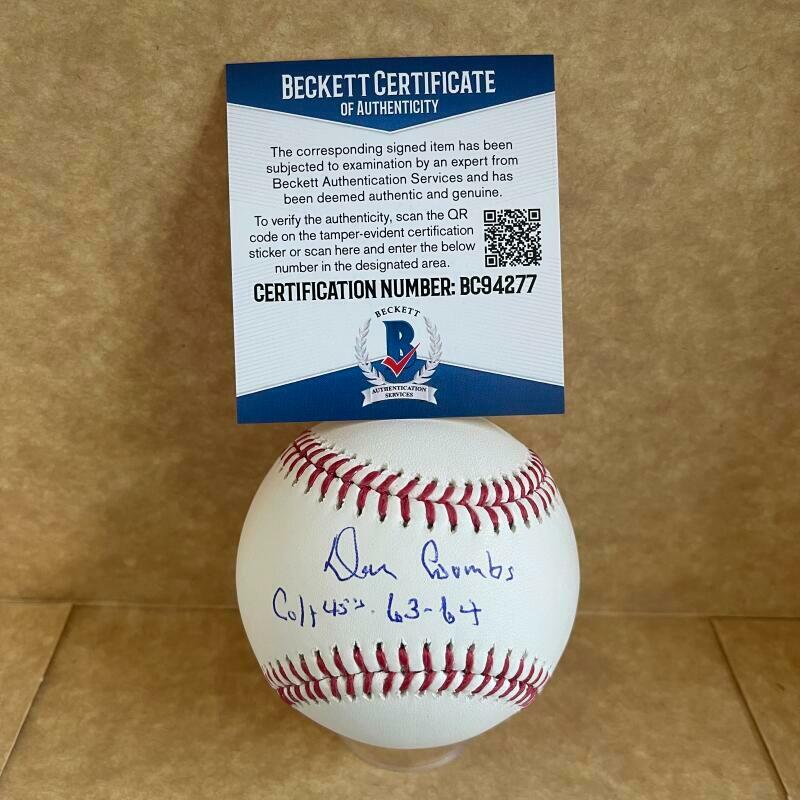 BECKETT CERTIFICATE
OF AUTHENTICITY
The corresponding signed item has been
subjected to examination by an expert from
Beckett Authentication Services and has
been deemed authentic and genuine.
To verify the authenticity, scan the QR
code on the tamper-evident certification
sticker or scan here and enter the below
number in the designated area.
CERTIFICATION NUMBER: BC94277
BECKETT
B
AUTHENTICATION
SERVICES
Dan Coombs
Colt 45's. 63-64